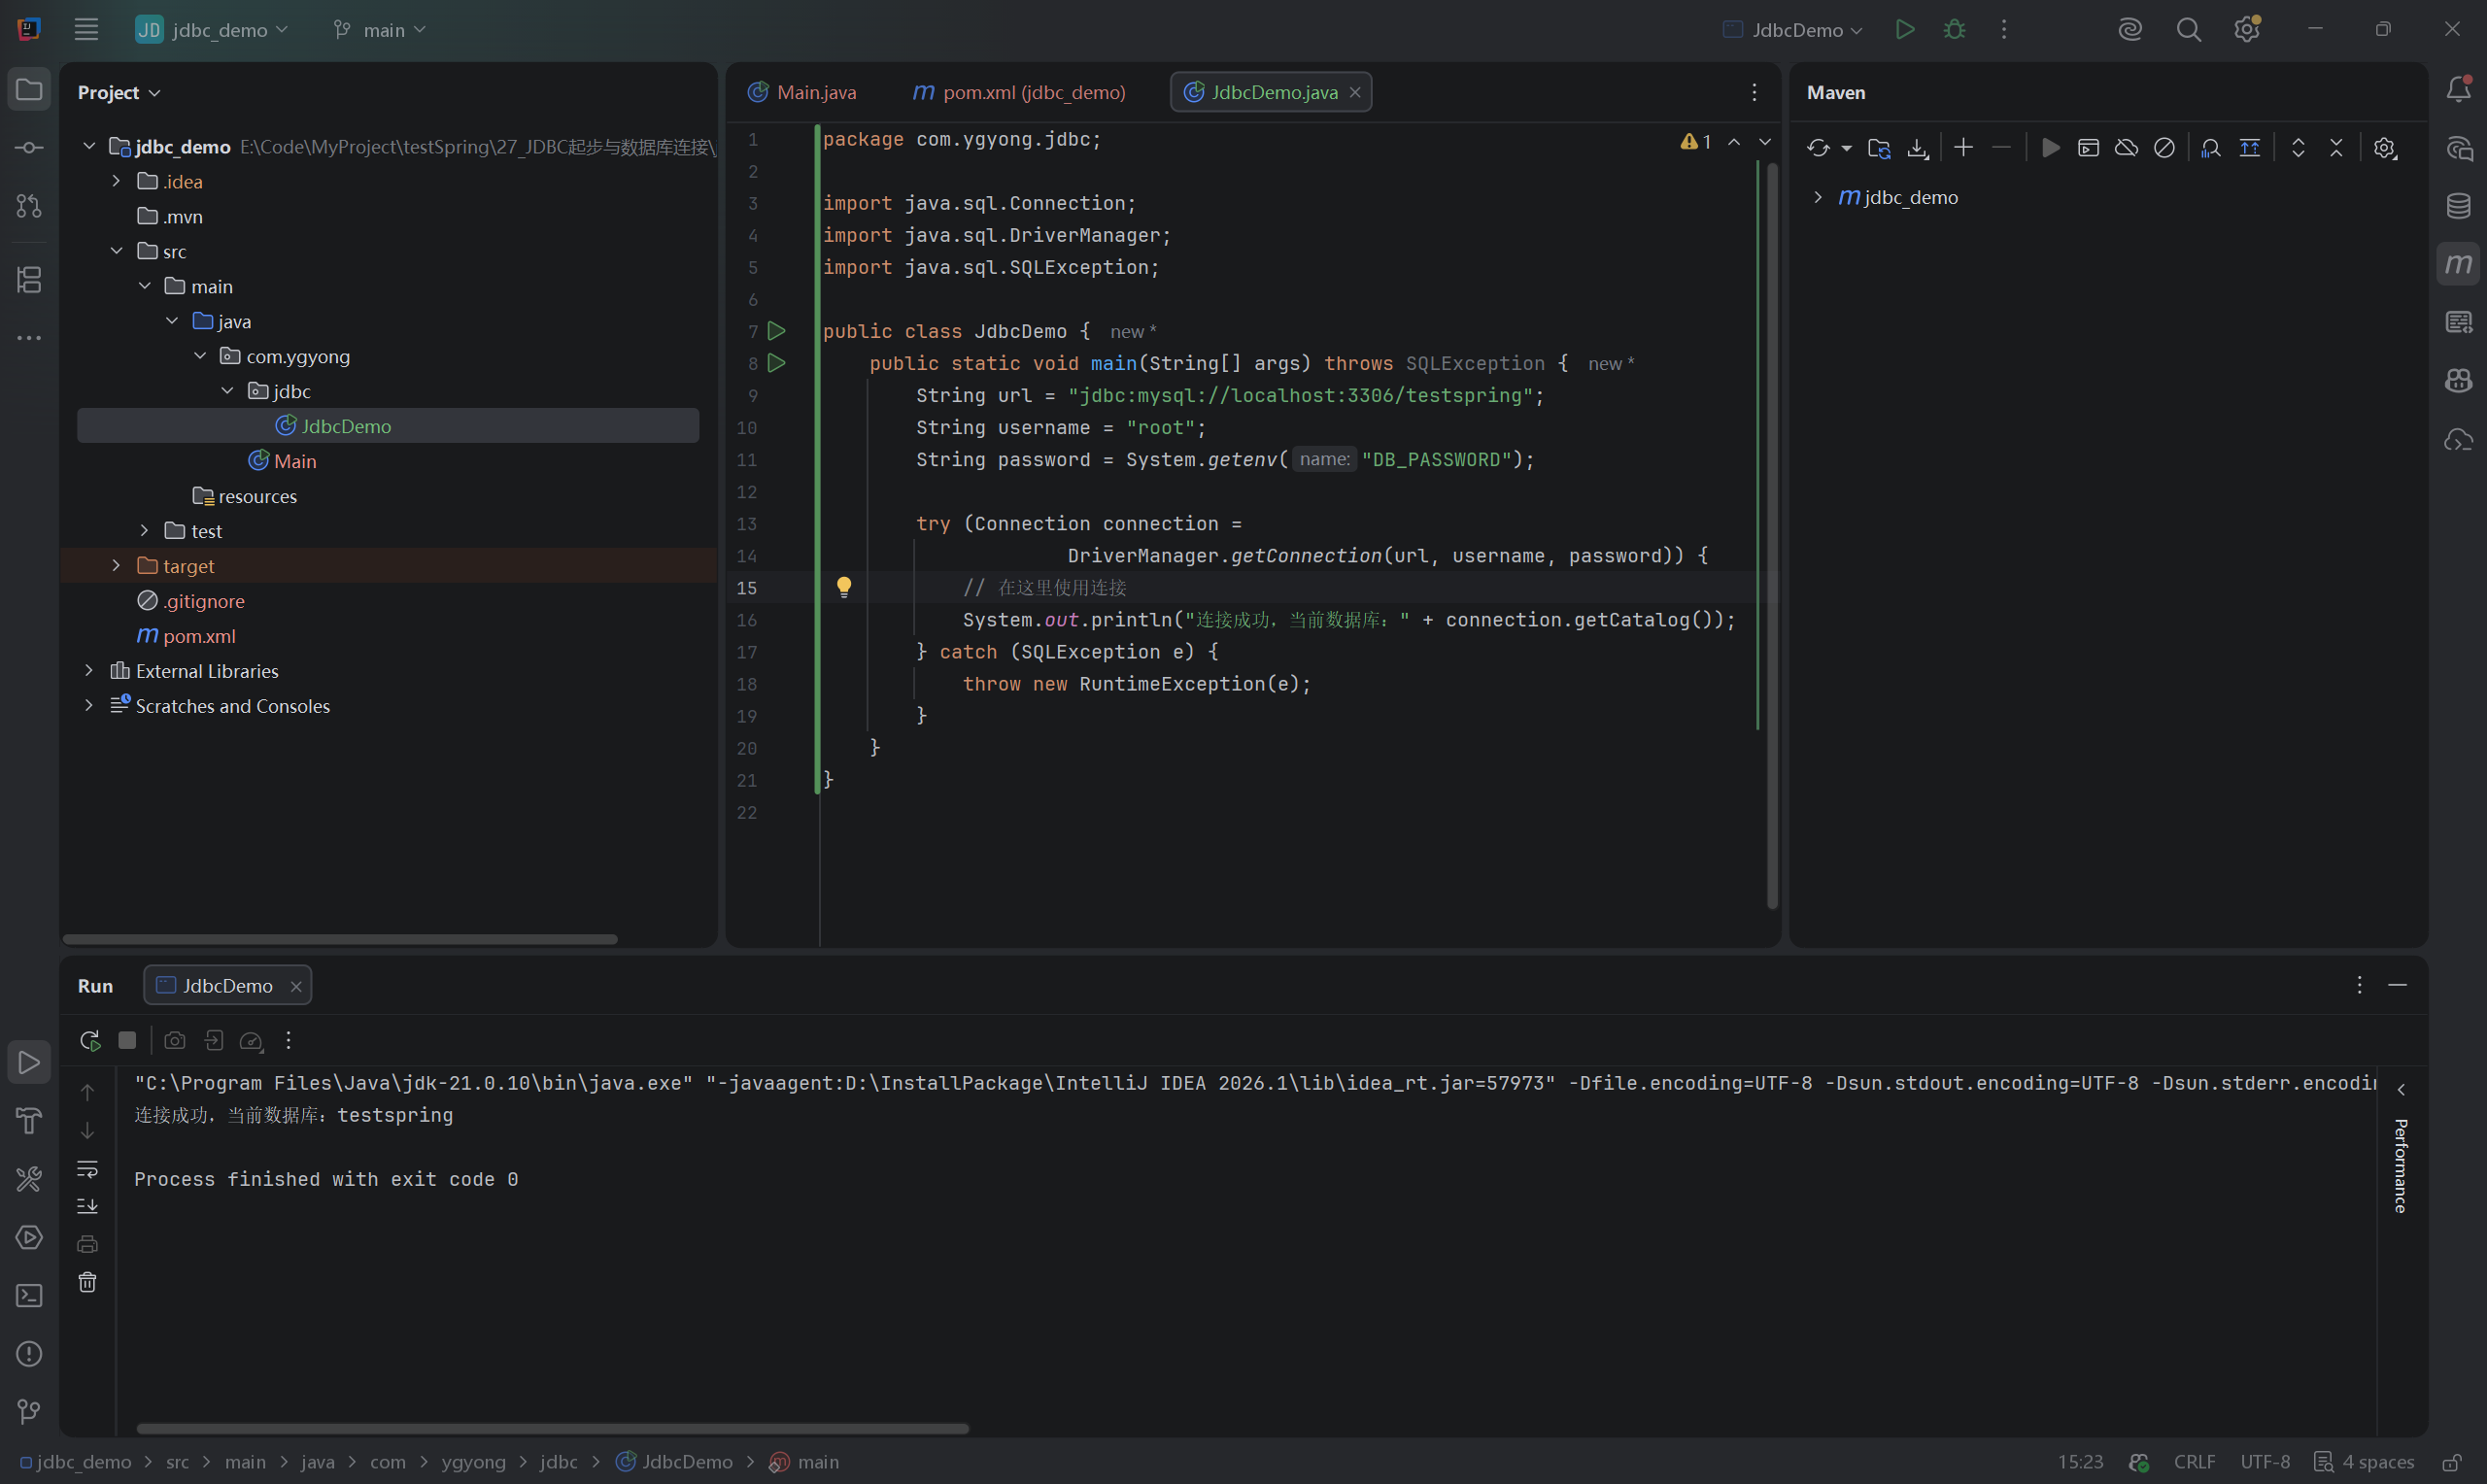 JD jdbc_demo main JdbcDemo
Project
jdbc_demo E:\Code\MyProject\testSpring\27_JDBC起步与数据库连接\
.idea
.mvn
src
main
java
com.ygyong
jdbc
JdbcDemo
Main
resources
test
target
.gitignore
pom.xml
External Libraries
Scratches and Consoles
Main.java pom.xml (jdbc_demo) JdbcDemo.java
1 package com.ygyong.jdbc;
2
3 import java.sql.Connection;
4 import java.sql.DriverManager;
5 import java.sql.SQLException;
6
7 public class JdbcDemo { new *
8 public static void main(String[] args) throws SQLException { new *
9 String url = "jdbc:mysql://localhost:3306/testspring";
10 String username = "root";
11 String password = System.getenv( name: "DB_PASSWORD");
12
13 try (Connection connection =
14 DriverManager.getConnection(url, username, password)) {
15 // 在这里使用连接
16 System.out.println("连接成功，当前数据库：" + connection.getCatalog());
17 } catch (SQLException e) {
18 throw new RuntimeException(e);
19 }
20 }
21 }
22
1
Maven
m jdbc_demo
Run JdbcDemo
"C:\Program Files\Java\jdk-21.0.10\bin\java.exe" "-javaagent:D:\InstallPackage\IntelliJ IDEA 2026.1\lib\idea_rt.jar=57973" -Dfile.encoding=UTF-8 -Dsun.stdout.encoding=UTF-8 -Dsun.stderr.encodin
连接成功，当前数据库：testspring
Process finished with exit code 0
Performance
jdbc_demo > src > main > java > com > ygyong > jdbc > JdbcDemo > main
15:23 CRLF UTF-8 4 spaces